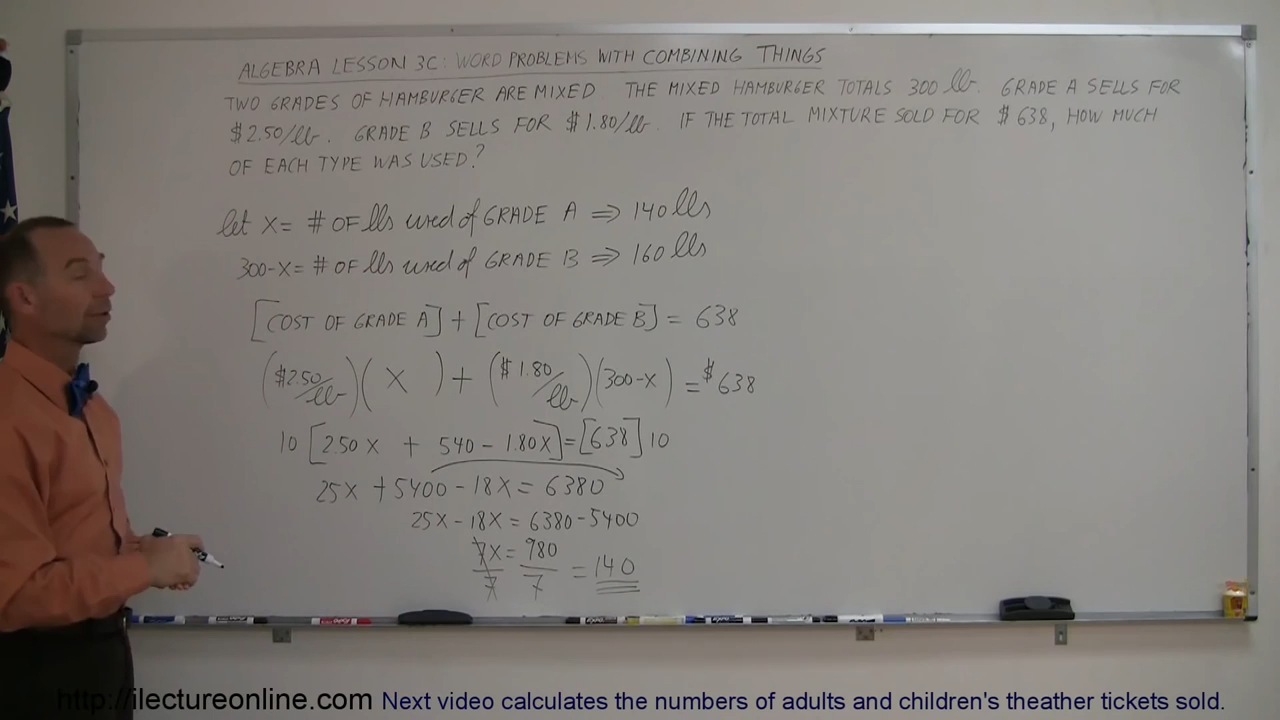 ALGEBRA LESSON 3C: WORD PROBLEMS WITH COMBINING THINGS
TWO GRADES OF HAMBURGER ARE MIXED. THE MIXED HAMBURGER TOTALS 300 lb. GRADE A SELLS FOR
$2.50/lb. GRADE B SELLS FOR $1.80/lb. IF THE TOTAL MIXTURE SOLD FOR $638, HOW MUCH
OF EACH TYPE WAS USED?
let X = # OF lbs used of GRADE A ⇒ 140 lbs
300-X = # OF lbs used of GRADE B ⇒ 160 lbs
[COST OF GRADE A] + [COST OF GRADE B] = 638
($2.50/lb)(X) + ($1.80/lb)(300-X) = $638
10 [2.50X + 540 - 1.80X] = [638] 10
25X + 5400 - 18X = 6380
25X - 18X = 6380 - 5400
7X/7 = 980/7 = 140
http://ilectureonline.com Next video calculates the numbers of adults and children's theather tickets sold.